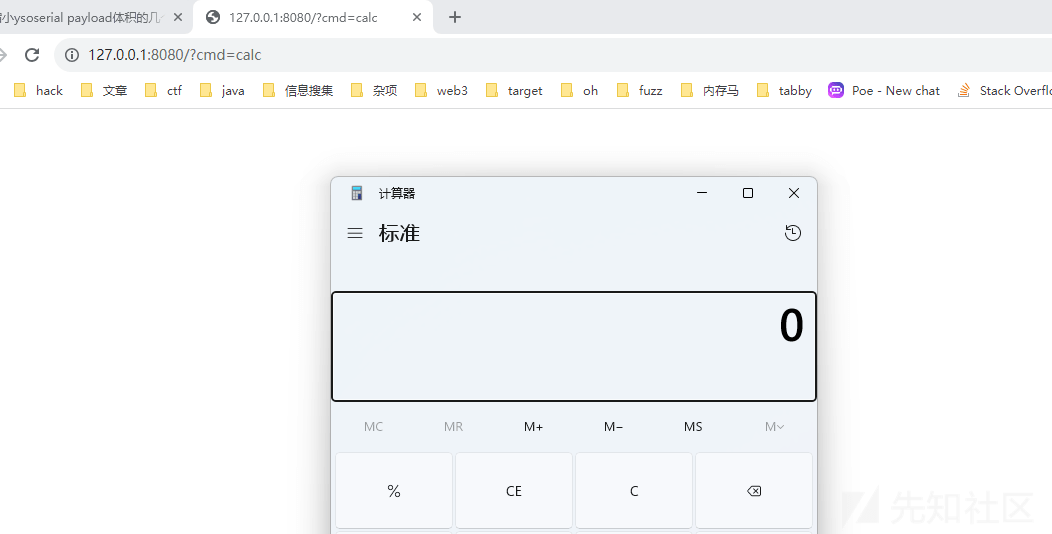 小ysoserial payload体积的几
127.0.0.1:8080/?cmd=calc
127.0.0.1:8080/?cmd=calc
hack 文章 ctf java 信息搜集 杂项 web3 target oh fuzz 内存马 tabby Poe - New chat Stack Overflo
计算器
标准
0
MC MR M+ M− MS M
% CE C
先知社区